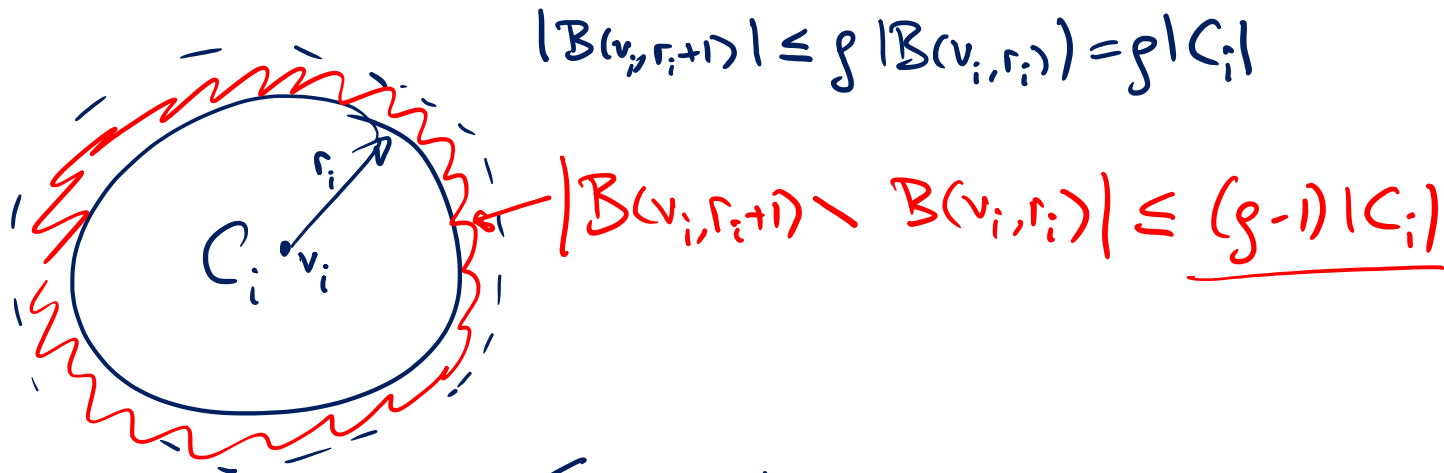 |B(v_i, r_i+1)| ≤ ρ |B(v_i, r_i)| = ρ|C_i|
r_i
|B(v_i, r_i+1) \ B(v_i, r_i)| ≤ (ρ-1)|C_i|
C_i
v_i